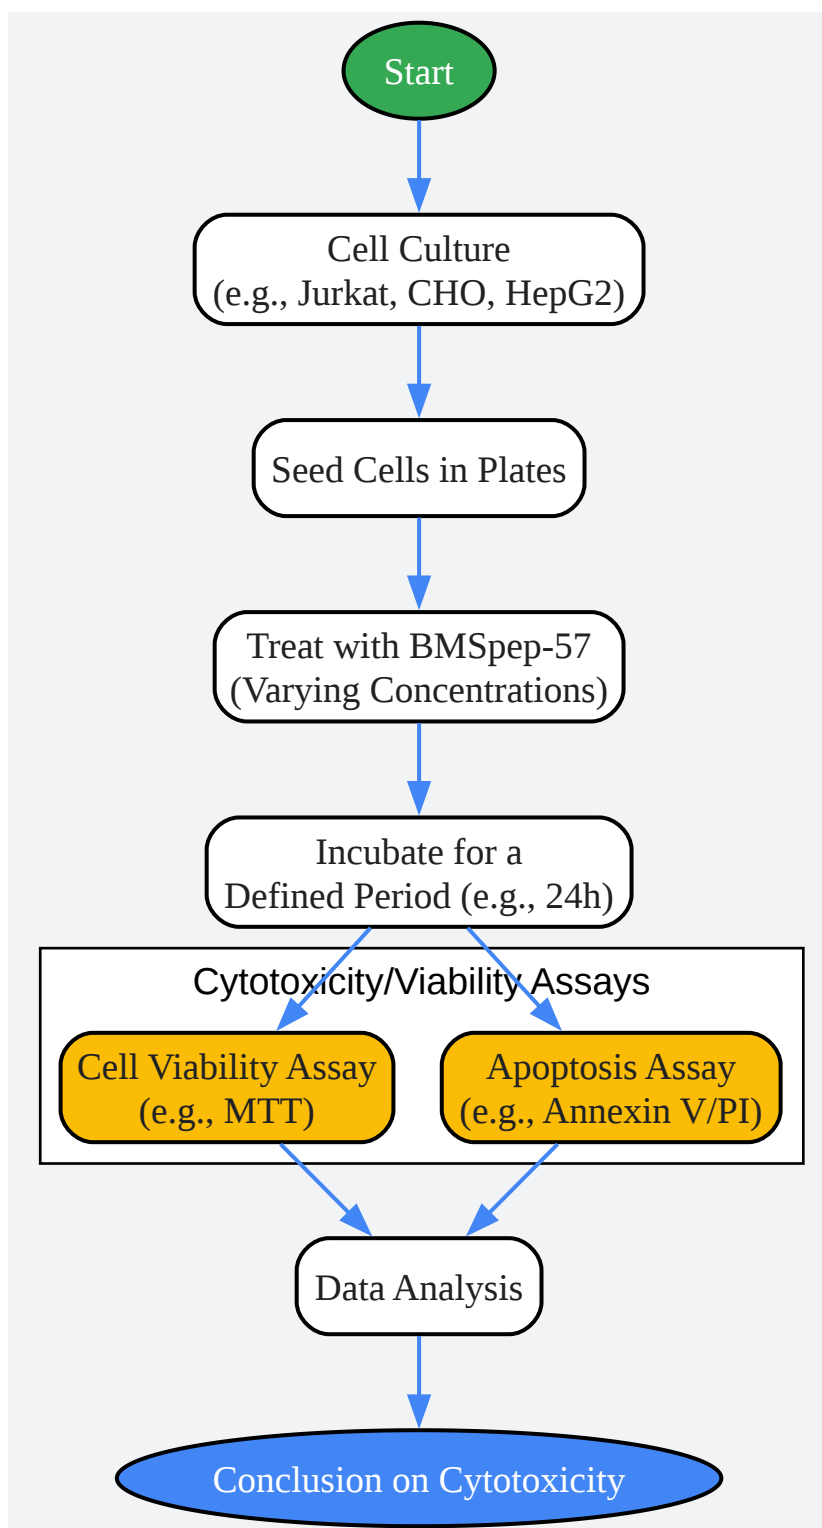 Start
Cell Culture
(e.g., Jurkat, CHO, HepG2)
Seed Cells in Plates
Treat with BMSpep-57
(Varying Concentrations)
Incubate for a
Defined Period (e.g., 24h)
Cytotoxicity/Viability Assays
Cell Viability Assay
(e.g., MTT)
Apoptosis Assay
(e.g., Annexin V/PI)
Data Analysis
Conclusion on Cytotoxicity